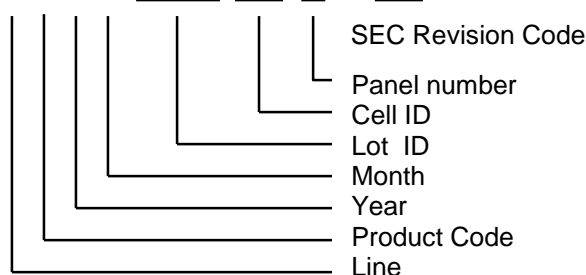 SEC Revision Code
Panel number
Cell ID
Lot ID
Month
Year
Product Code
Line